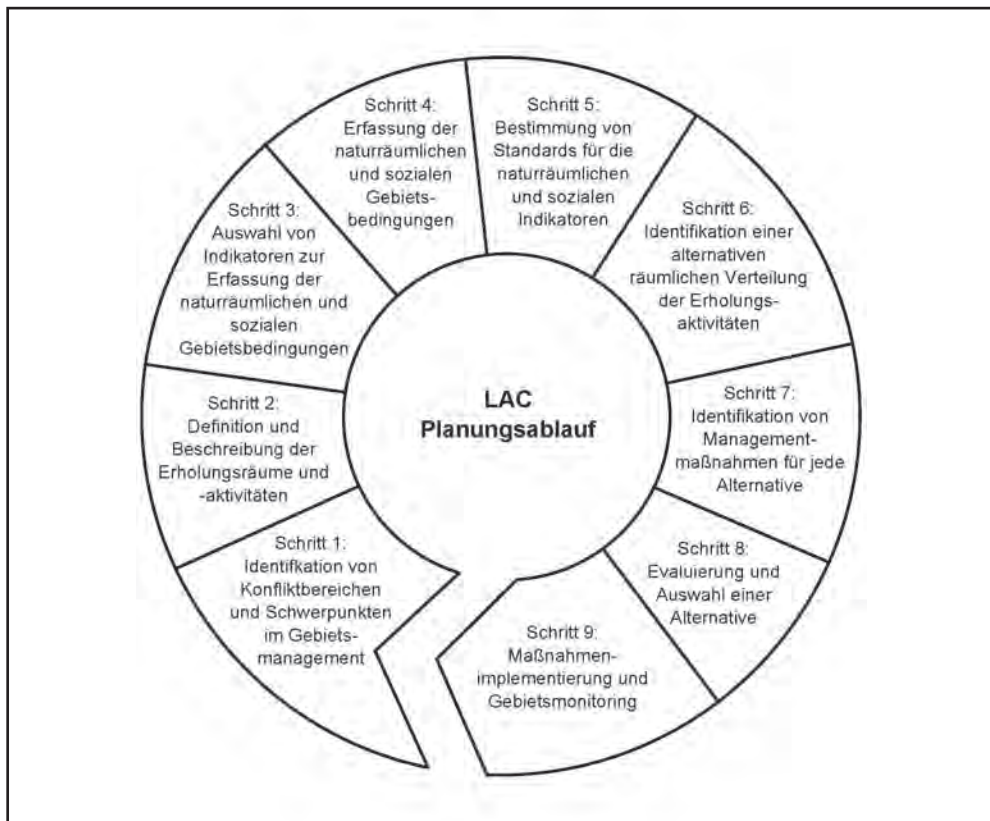 LAC
Planungsablauf
Schritt 1:
Identifkation von
Konfliktbereichen
und Schwerpunkten
im Gebiets-
management
Schritt 2:
Definition und
Beschreibung der
Erholungsräume und
-aktivitäten
Schritt 3:
Auswahl von
Indikatoren zur
Erfassung der
naturräumlichen und
sozialen
Gebietsbedingungen
Schritt 4:
Erfassung der
naturräumlichen
und sozialen
Gebiets-
bedingungen
Schritt 5:
Bestimmung von
Standards für die
naturräumlichen
und sozialen
Indikatoren
Schritt 6:
Identifikation einer
alternativen
räumlichen Verteilung
der Erholungs-
aktivitäten
Schritt 7:
Identifikation von
Management-
maßnahmen für jede
Alternative
Schritt 8:
Evaluierung und
Auswahl einer
Alternative
Schritt 9:
Maßnahmen-
implementierung und
Gebietsmonitoring